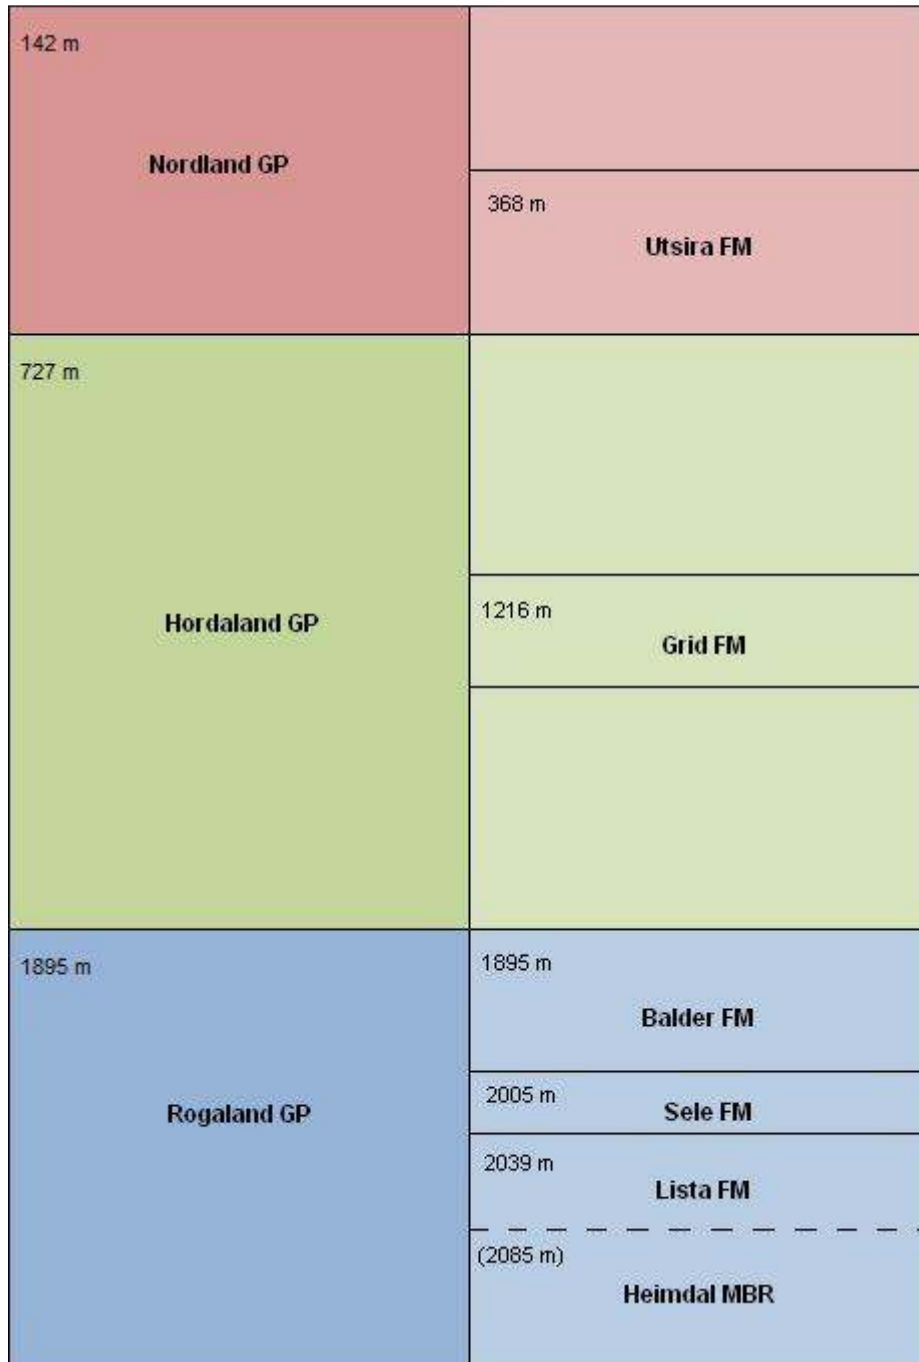 142 m
Nordland GP
368 m
Utsira FM
727 m
Hordaland GP
1216 m
Grid FM
1895 m
Rogaland GP
1895 m
Balder FM
2005 m
Sele FM
2039 m
Lista FM
(2085 m)
Heimdal MBR